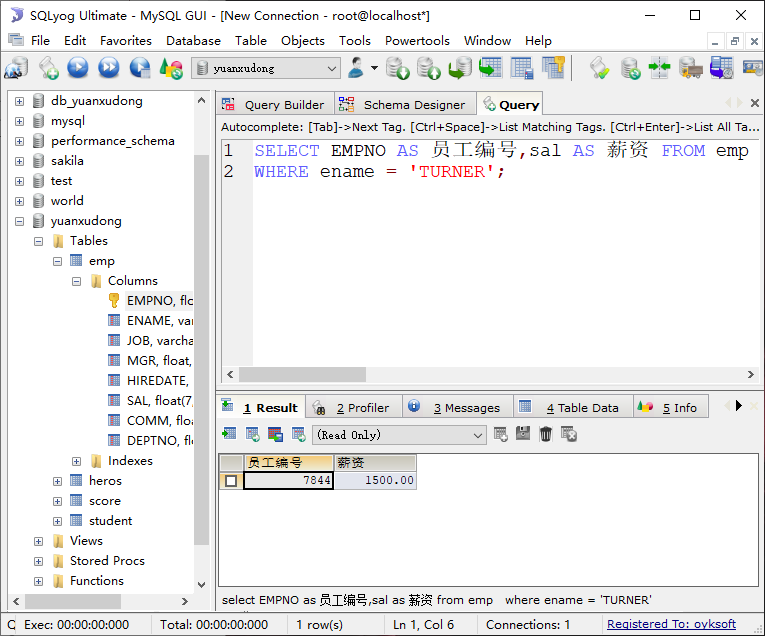 SQLyog Ultimate - MySQL GUI - [New Connection - root@localhost*]
File Edit Favorites Database Table Objects Tools Powertools Window Help
yuanxudong
db_yuanxudong
mysql
performance_schema
sakila
test
world
yuanxudong
Tables
emp
Columns
EMPNO, flo
ENAME, var
JOB, varcha
MGR, float,
HIREDATE,
SAL, float(7,
COMM, flo
DEPTNO, flo
Indexes
heros
score
student
Views
Stored Procs
Functions
Query Builder Schema Designer Query
Autocomplete: [Tab]->Next Tag. [Ctrl+Space]->List Matching Tags. [Ctrl+Enter]->List All Ta...
1 SELECT EMPNO AS 员工编号,sal AS 薪资 FROM emp
2 WHERE ename = 'TURNER';
1 Result 2 Profiler 3 Messages 4 Table Data 5 Info
(Read Only)
员工编号 薪资
7844 1500.00
select EMPNO as 员工编号,sal as 薪资 from emp where ename = 'TURNER'
Exec: 00:00:00:000 Total: 00:00:00:000 1 row(s) Ln 1, Col 6 Connections: 1 Registered To: ovksoft